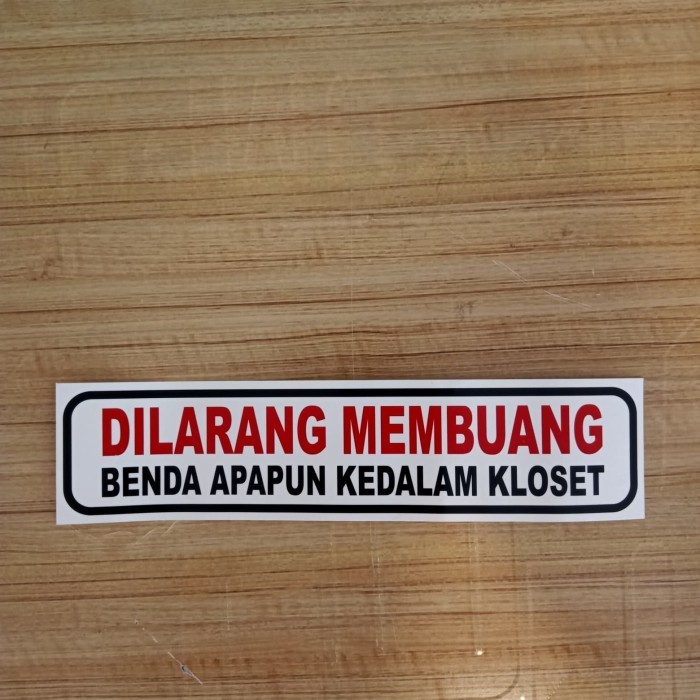 DILARANG MEMBUANG
BENDA APAPUN KEDALAM KLOSET